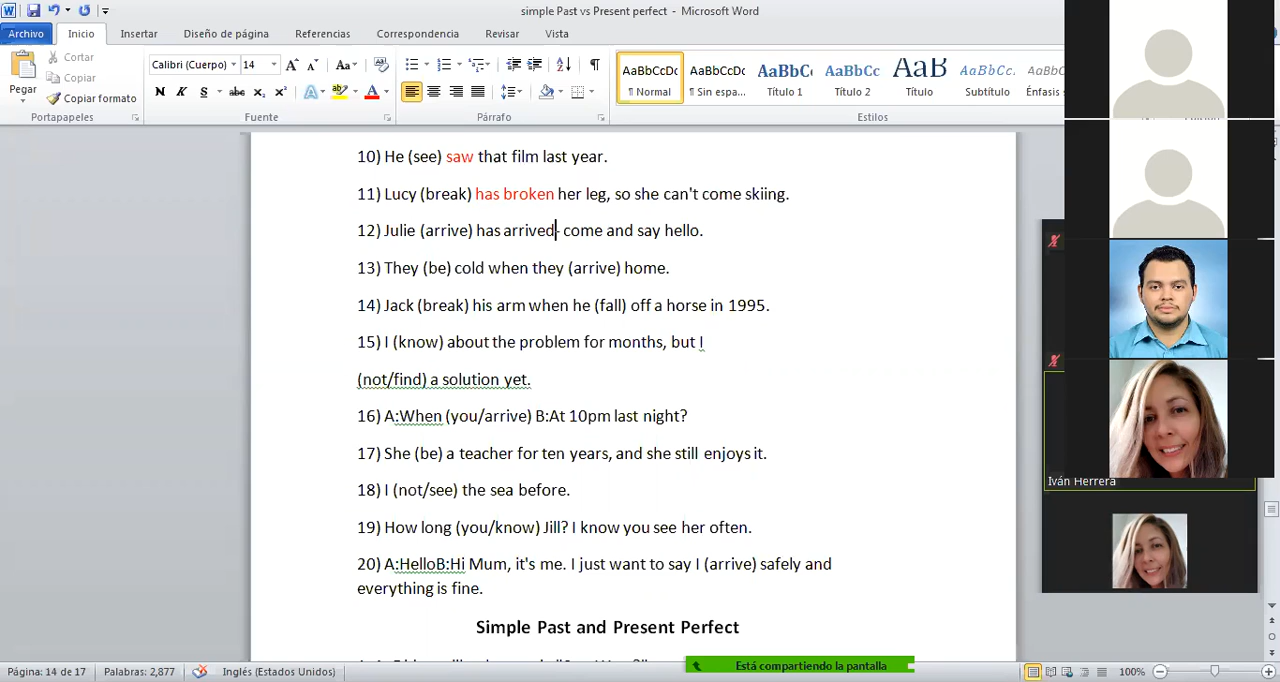 simple Past vs Present perfect - Microsoft Word
Archivo Inicio Insertar Diseño de página Referencias Correspondencia Revisar Vista
Pegar
Cortar
Copiar
Copiar formato
Portapapeles
Calibri (Cuerpo) 14
Fuente
Párrafo
AaBbCcDc AaBbCcDc AaBbC AaBbCc AaB AaBbCc. AaBbC
¶ Normal ¶ Sin espa... Título 1 Título 2 Título Subtítulo Énfasis
Estilos
10) He (see) saw that film last year.
11) Lucy (break) has broken her leg, so she can't come skiing.
12) Julie (arrive) has arrived- come and say hello.
13) They (be) cold when they (arrive) home.
14) Jack (break) his arm when he (fall) off a horse in 1995.
15) I (know) about the problem for months, but I
(not/find) a solution yet.
16) A:When (you/arrive) B:At 10pm last night?
17) She (be) a teacher for ten years, and she still enjoys it.
18) I (not/see) the sea before.
19) How long (you/know) Jill? I know you see her often.
20) A:HelloB:Hi Mum, it's me. I just want to say I (arrive) safely and
everything is fine.
Simple Past and Present Perfect
Iván Herrera
Está compartiendo la pantalla
Página: 14 de 17 Palabras: 2,877 Inglés (Estados Unidos) 100%